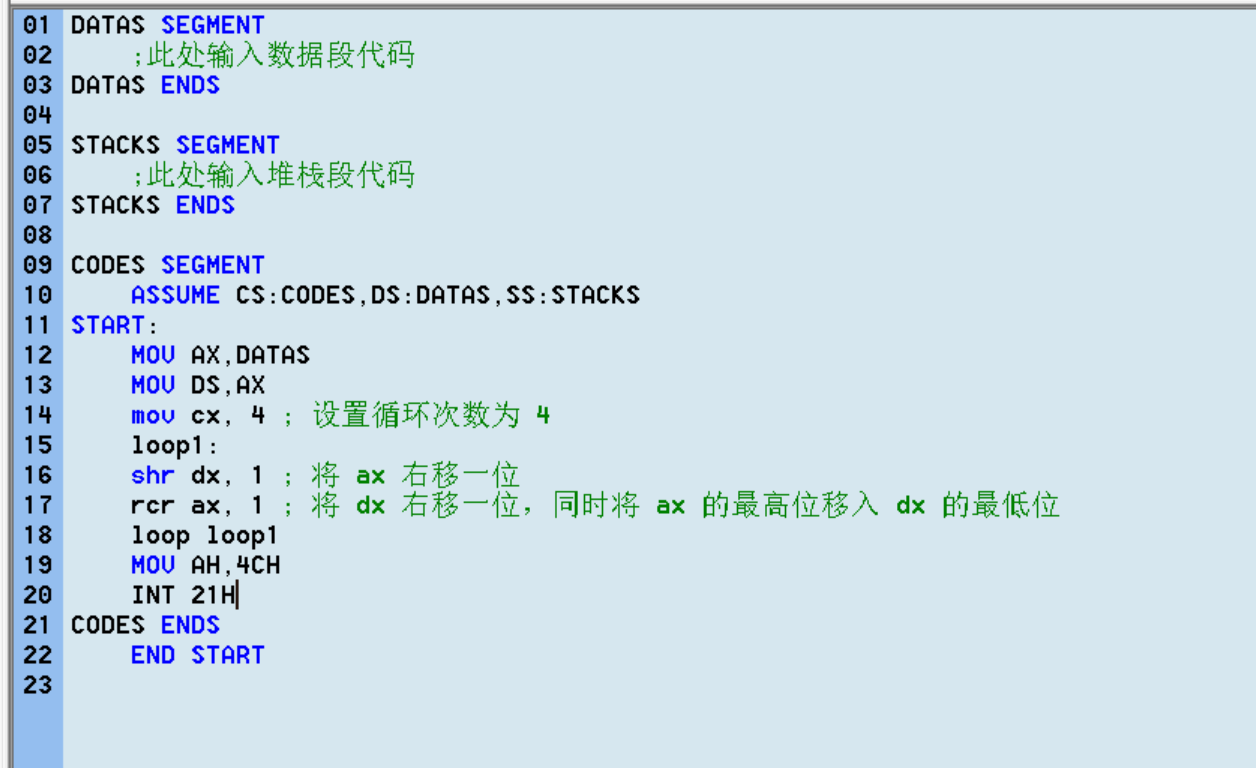 01 DATAS SEGMENT
02     ;此处输入数据段代码
03 DATAS ENDS
04
05 STACKS SEGMENT
06     ;此处输入堆栈段代码
07 STACKS ENDS
08
09 CODES SEGMENT
10     ASSUME CS:CODES,DS:DATAS,SS:STACKS
11 START:
12     MOV AX,DATAS
13     MOV DS,AX
14     mov cx, 4 ; 设置循环次数为 4
15     loop1:
16     shr dx, 1 ; 将 ax 右移一位
17     rcr ax, 1 ; 将 dx 右移一位，同时将 ax 的最高位移入 dx 的最低位
18     loop loop1
19     MOV AH,4CH
20     INT 21H
21 CODES ENDS
22     END START
23